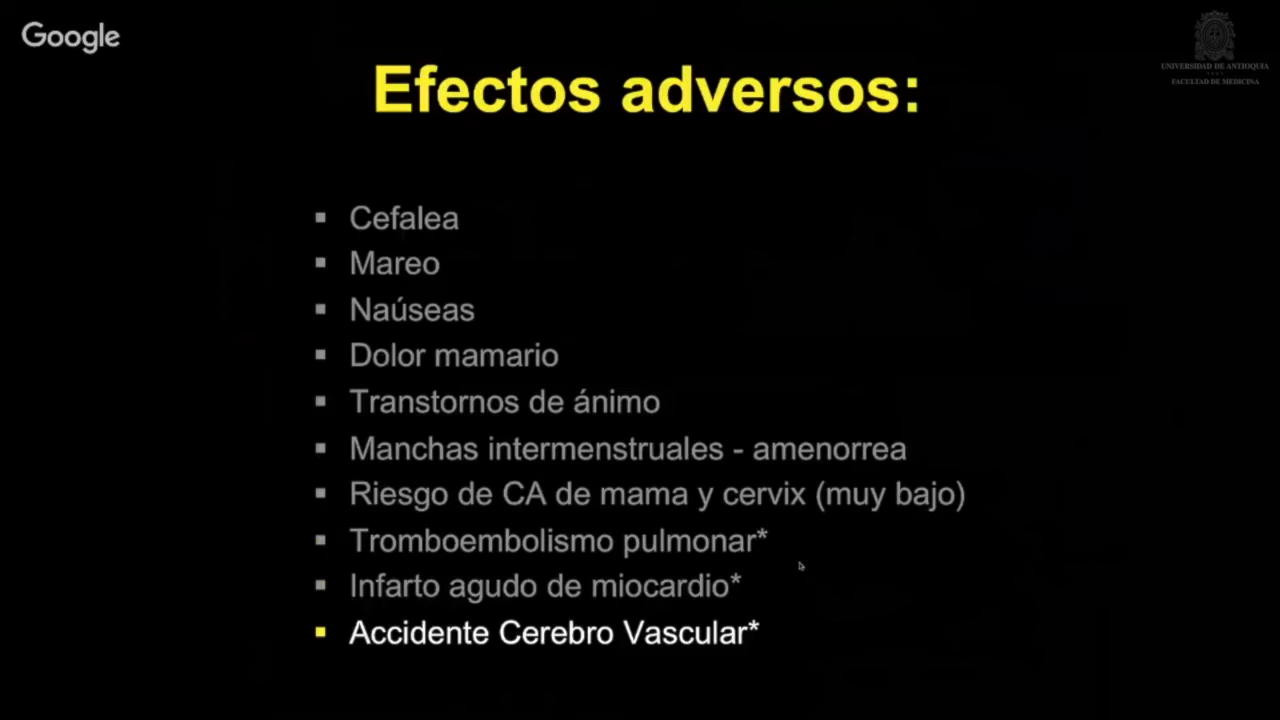 Google
UNIVERSIDAD DE ANTIOQUIA
FACULTAD DE MEDICINA
Efectos adversos:
Cefalea
Mareo
Naúseas
Dolor mamario
Transtornos de ánimo
Manchas intermenstruales - amenorrea
Riesgo de CA de mama y cervix (muy bajo)
Tromboembolismo pulmonar*
Infarto agudo de miocardio*
Accidente Cerebro Vascular*